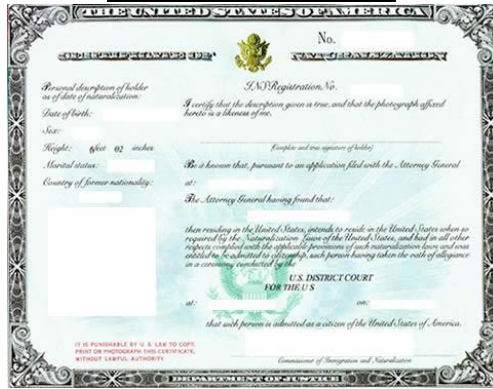 THE UNITED STATES OF AMERICA
No.
CERTIFICATE OF NATURALIZATION
Personal description of holder
as of date of naturalization:
Date of birth:
Sex:
Height: 6 feet 02 inches
Marital status:
Country of former nationality:
INS Registration No.
I certify that the description given is true, and that the photograph affixed
hereto is a likeness of me.
(Complete and true signature of holder)
Be it known that, pursuant to an application filed with the Attorney General
at:
The Attorney General having found that:
then residing in the United States, intends to reside in the United States when so
required by the Naturalization Laws of the United States, and had in all other
respects complied with the applicable provisions of such naturalization laws and was
entitled to be admitted to citizenship, such person having taken the oath of allegiance
in a ceremony conducted by the
U.S. DISTRICT COURT
FOR THE U S
at: on:
that such person is admitted as a citizen of the United States of America.
IT IS PUNISHABLE BY U. S. LAW TO COPY,
PRINT OR PHOTOGRAPH THIS CERTIFICATE,
WITHOUT LAWFUL AUTHORITY.
Commissioner of Immigration and Naturalization
DEPARTMENT OF JUSTICE